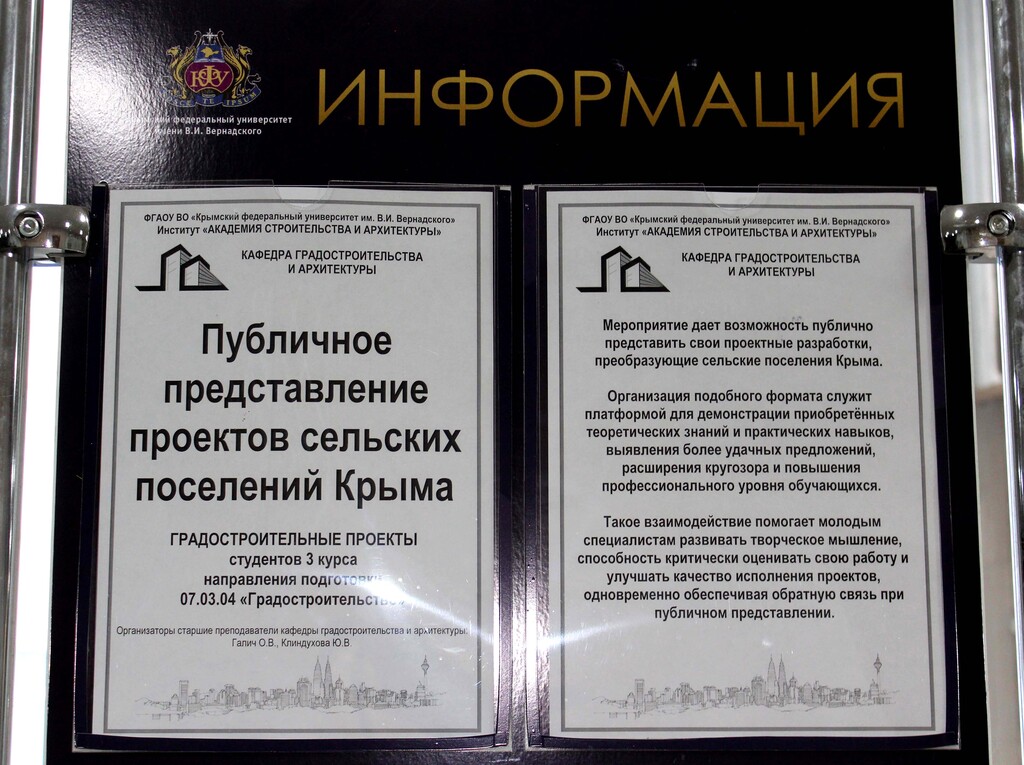 КФУ
ИНФОРМАЦИЯ
федеральный университет
имени В.И. Вернадского
ФГАОУ ВО «Крымский федеральный университет им. В.И. Вернадского»
Институт «АКАДЕМИЯ СТРОИТЕЛЬСТВА И АРХИТЕКТУРЫ»
КАФЕДРА ГРАДОСТРОИТЕЛЬСТВА
И АРХИТЕКТУРЫ
Публичное
представление
проектов сельских
поселений Крыма
ГРАДОСТРОИТЕЛЬНЫЕ ПРОЕКТЫ
студентов 3 курса
направления подготовки
07.03.04 «Градостроительство»
Организаторы старшие преподаватели кафедры градостроительства и архитектуры:
Галич О.В., Клиндухова Ю.В.
ФГАОУ ВО «Крымский федеральный университет им. В.И. Вернадского»
Институт «АКАДЕМИЯ СТРОИТЕЛЬСТВА И АРХИТЕКТУРЫ»
КАФЕДРА ГРАДОСТРОИТЕЛЬСТВА
И АРХИТЕКТУРЫ
Мероприятие дает возможность публично
представить свои проектные разработки,
преобразующие сельские поселения Крыма.
Организация подобного формата служит
платформой для демонстрации приобретённых
теоретических знаний и практических навыков,
выявления более удачных предложений,
расширения кругозора и повышения
профессионального уровня обучающихся.
Такое взаимодействие помогает молодым
специалистам развивать творческое мышление,
способность критически оценивать свою работу и
улучшать качество исполнения проектов,
одновременно обеспечивая обратную связь при
публичном представлении.